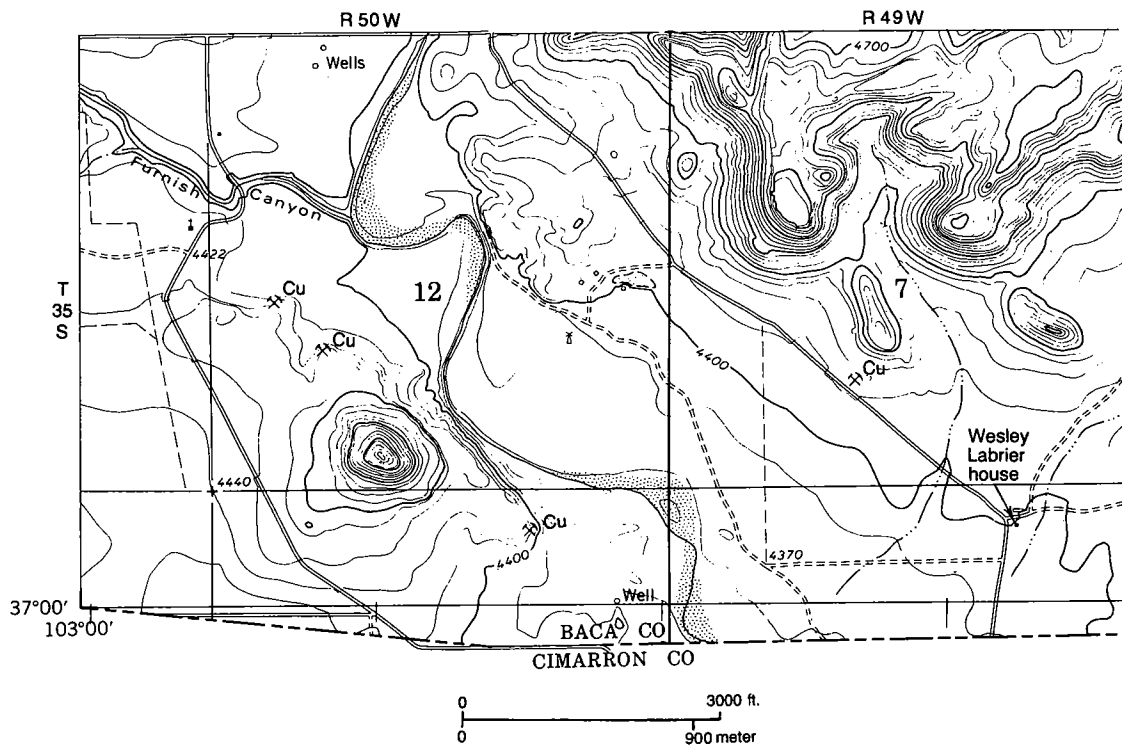 R 50 W
R 49 W
4700
Wells
Furnish Canyon
4422
T
35
S
12
7
Cu
Cu
4400
Cu
Wesley
Labrier
house
4440
Cu
4400
4370
37°00'
103°00'
Well
BACA CO
CIMARRON CO
0
3000 ft.
0
900 meter